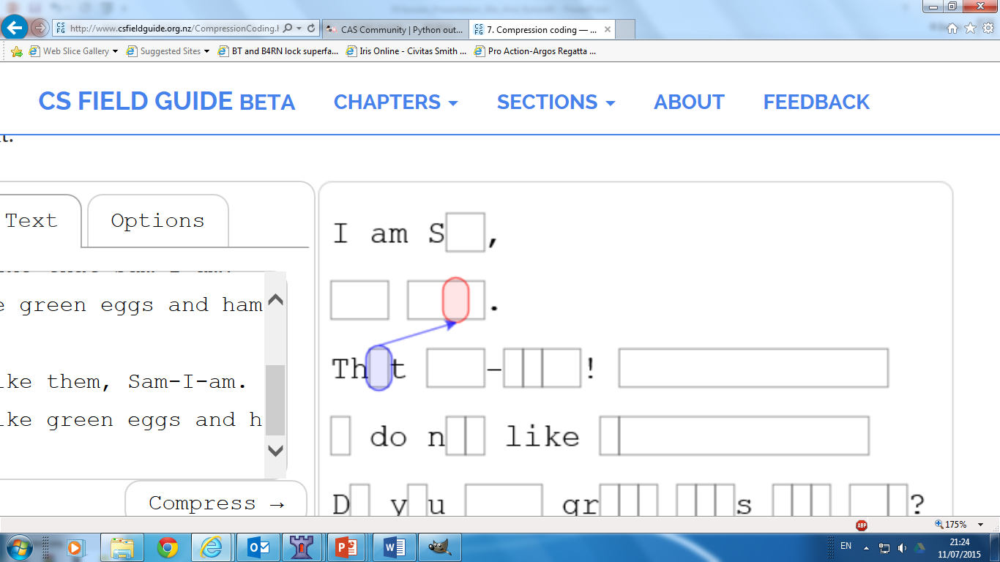 http://www.csfieldguide.org.nz/CompressionCoding.h
CAS Community | Python out...
7. Compression coding — ...
Web Slice Gallery
Suggested Sites
BT and B4RN lock superfa...
Iris Online - Civitas Smith ...
Pro Action-Argos Regatta ...
CS FIELD GUIDE BETA
CHAPTERS
SECTIONS
ABOUT
FEEDBACK
Text
Options
e green eggs and ham
ike them, Sam-I-am.
ike green eggs and h
Compress →
I am S ,
.
Th t - !
do n like
D y u gr s ?
ABP
175%
EN
21:24
11/07/2015